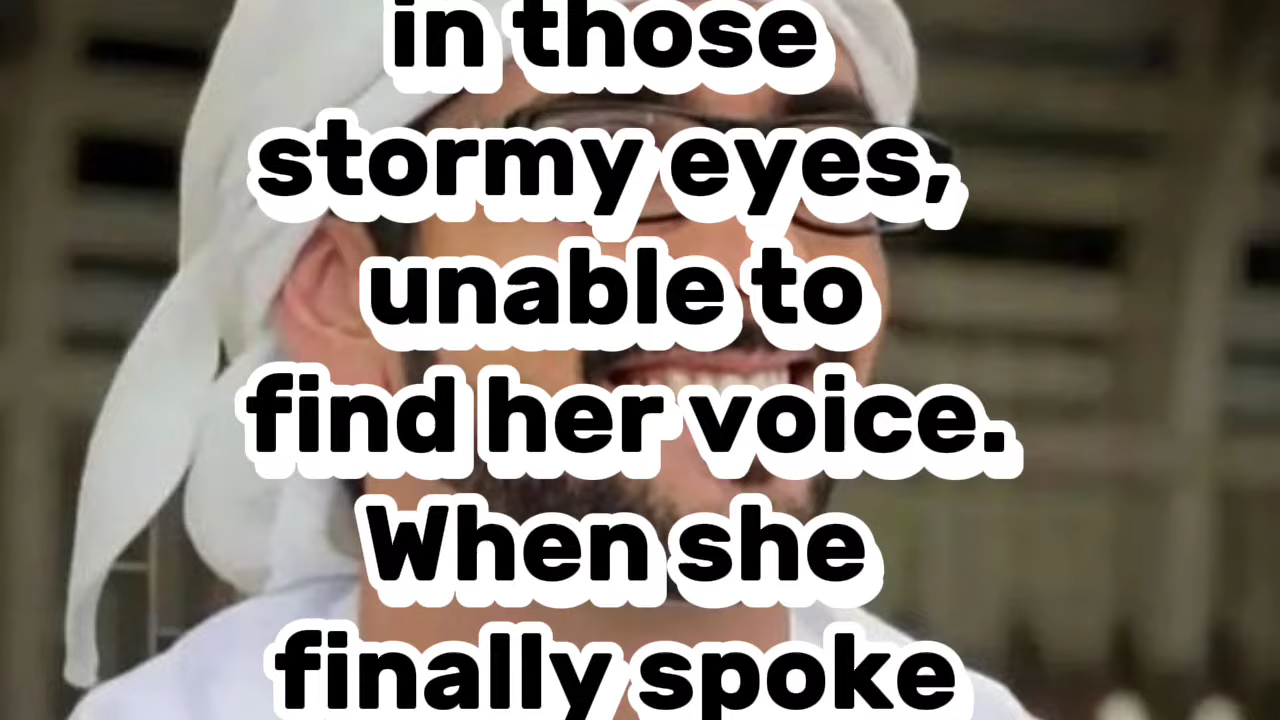 in those
stormy eyes,
unable to
find her voice.
When she
finally spoke